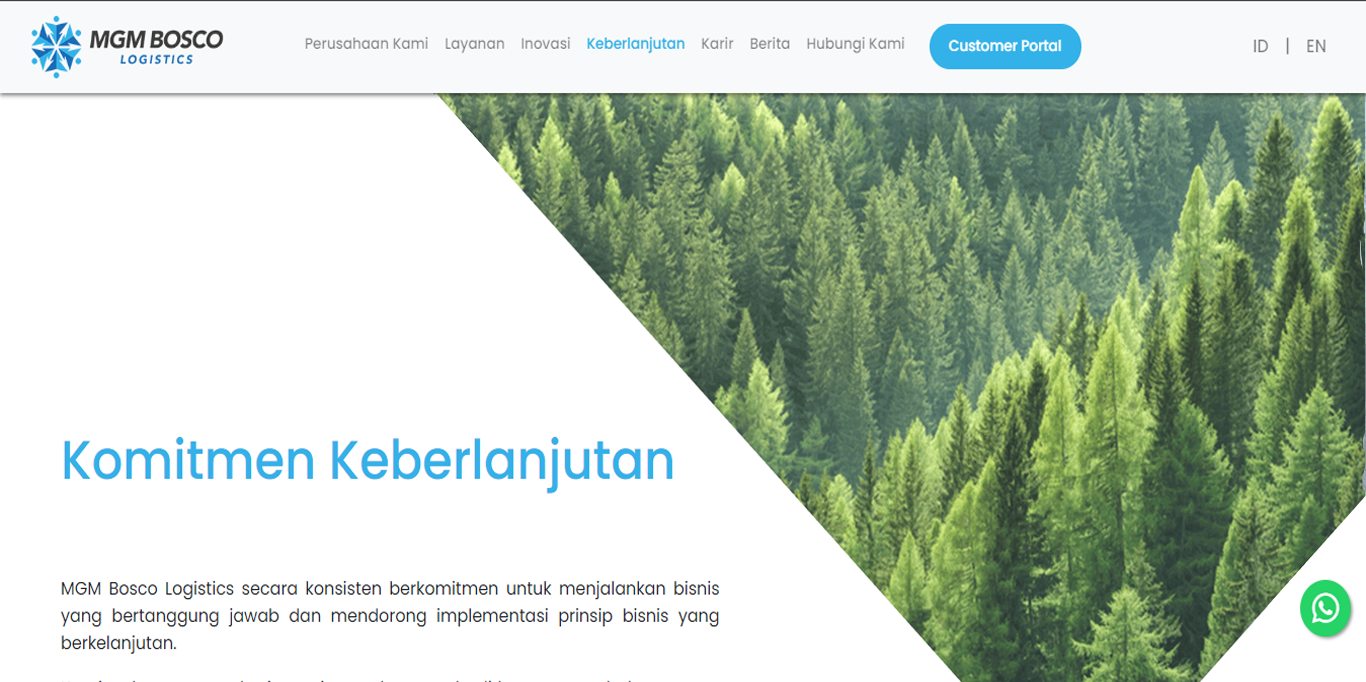 MGM BOSCO
LOGISTICS
Perusahaan Kami Layanan Inovasi Keberlanjutan Karir Berita Hubungi Kami Customer Portal ID | EN
Komitmen Keberlanjutan
MGM Bosco Logistics secara konsisten berkomitmen untuk menjalankan bisnis
yang bertanggung jawab dan mendorong implementasi prinsip bisnis yang
berkelanjutan.